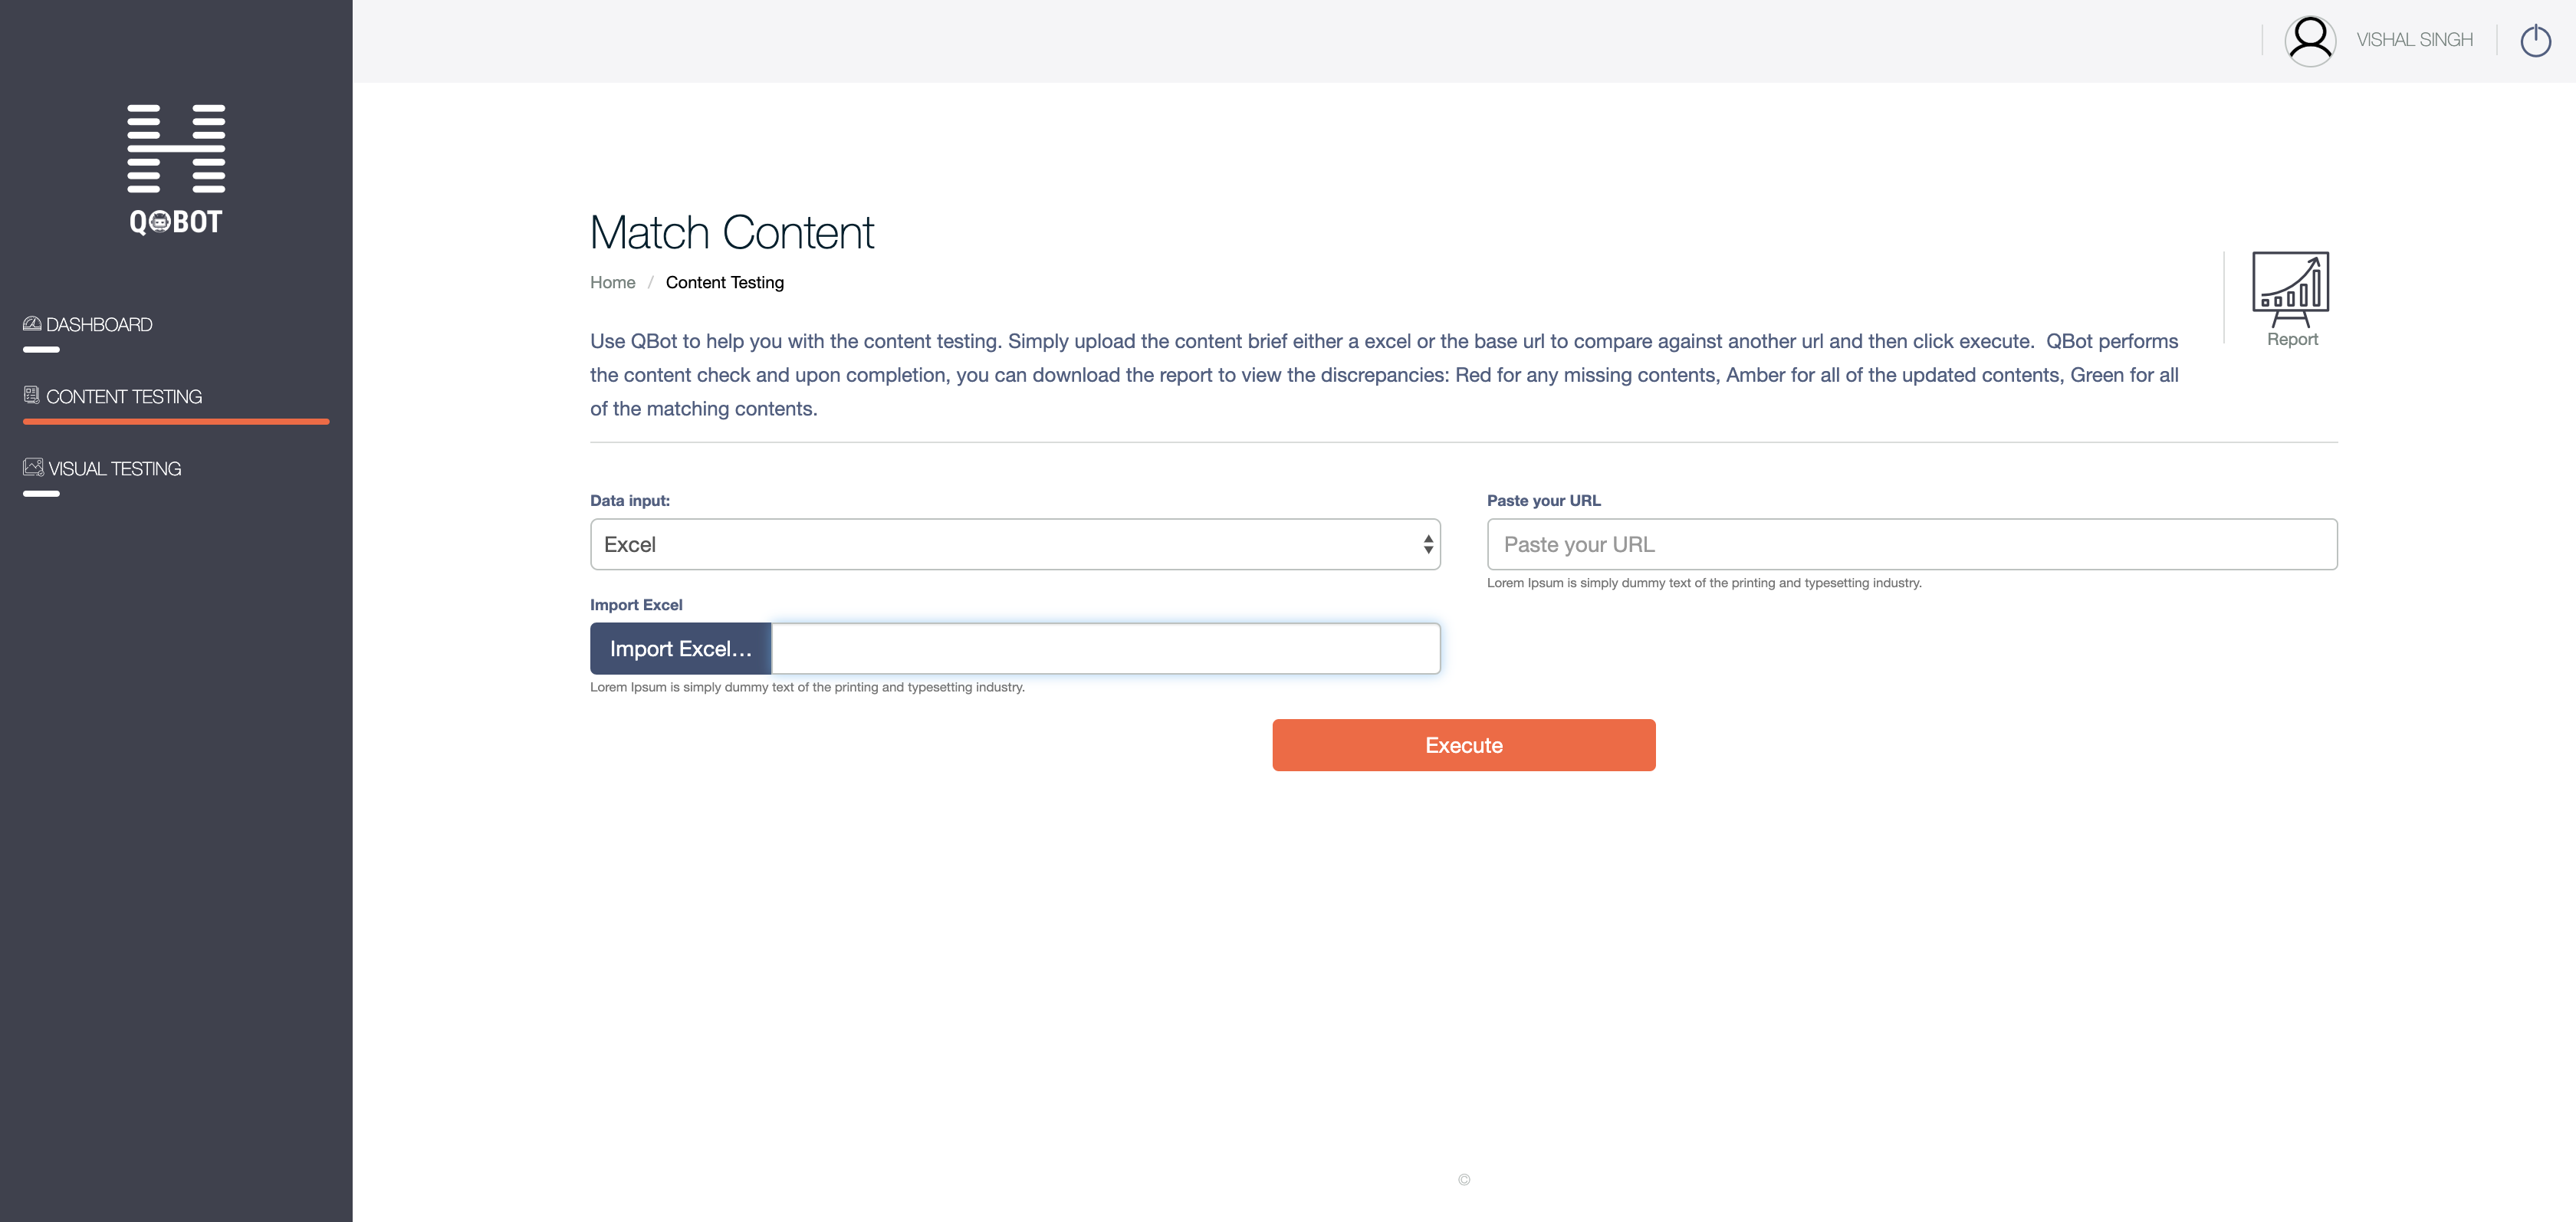 VISHAL SINGH
QBOT
DASHBOARD
CONTENT TESTING
VISUAL TESTING
Match Content
Home / Content Testing
Use QBot to help you with the content testing. Simply upload the content brief either a excel or the base url to compare against another url and then click execute.  QBot performs
the content check and upon completion, you can download the report to view the discrepancies: Red for any missing contents, Amber for all of the updated contents, Green for all
of the matching contents.
Report
Data input:
Excel
Import Excel
Import Excel...
Lorem Ipsum is simply dummy text of the printing and typesetting industry.
Paste your URL
Paste your URL
Lorem Ipsum is simply dummy text of the printing and typesetting industry.
Execute
©